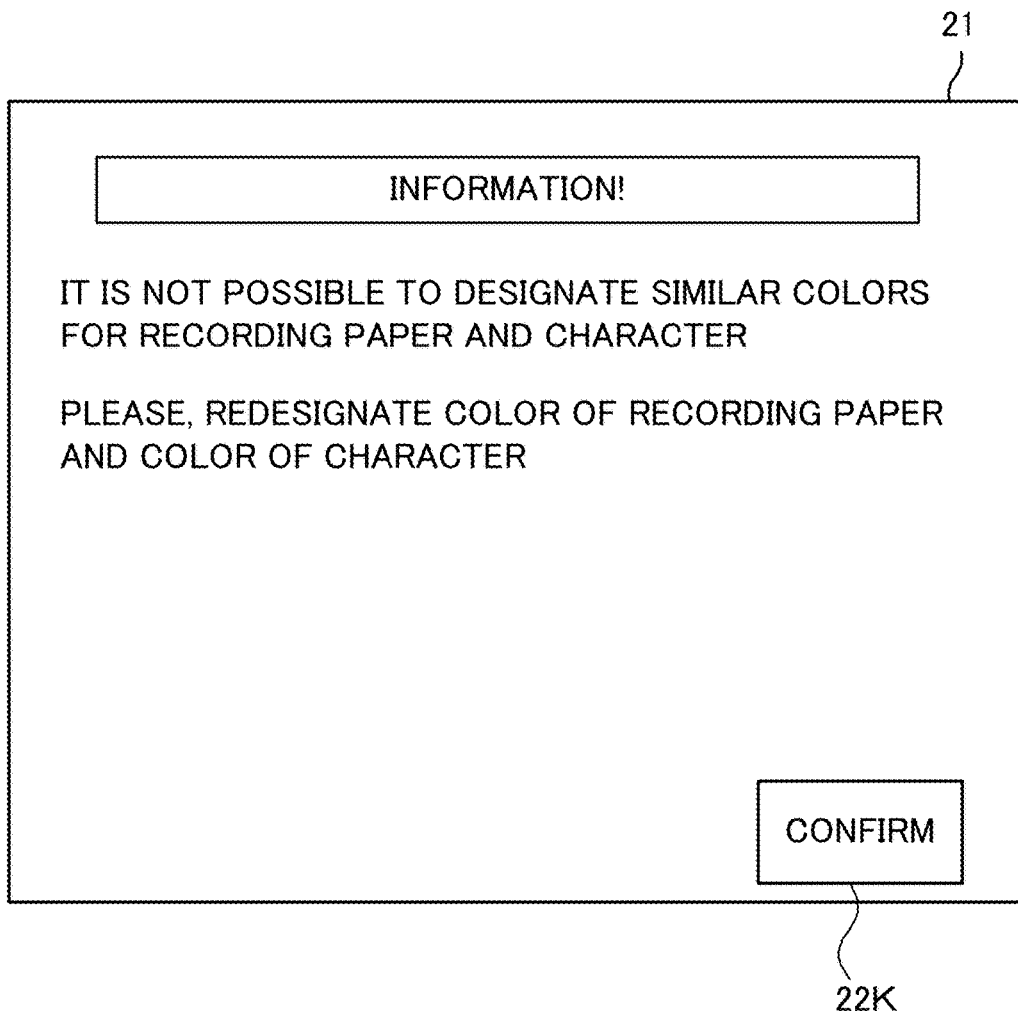 21
INFORMATION!
IT IS NOT POSSIBLE TO DESIGNATE SIMILAR COLORS
FOR RECORDING PAPER AND CHARACTER
PLEASE, REDESIGNATE COLOR OF RECORDING PAPER
AND COLOR OF CHARACTER
CONFIRM
22K